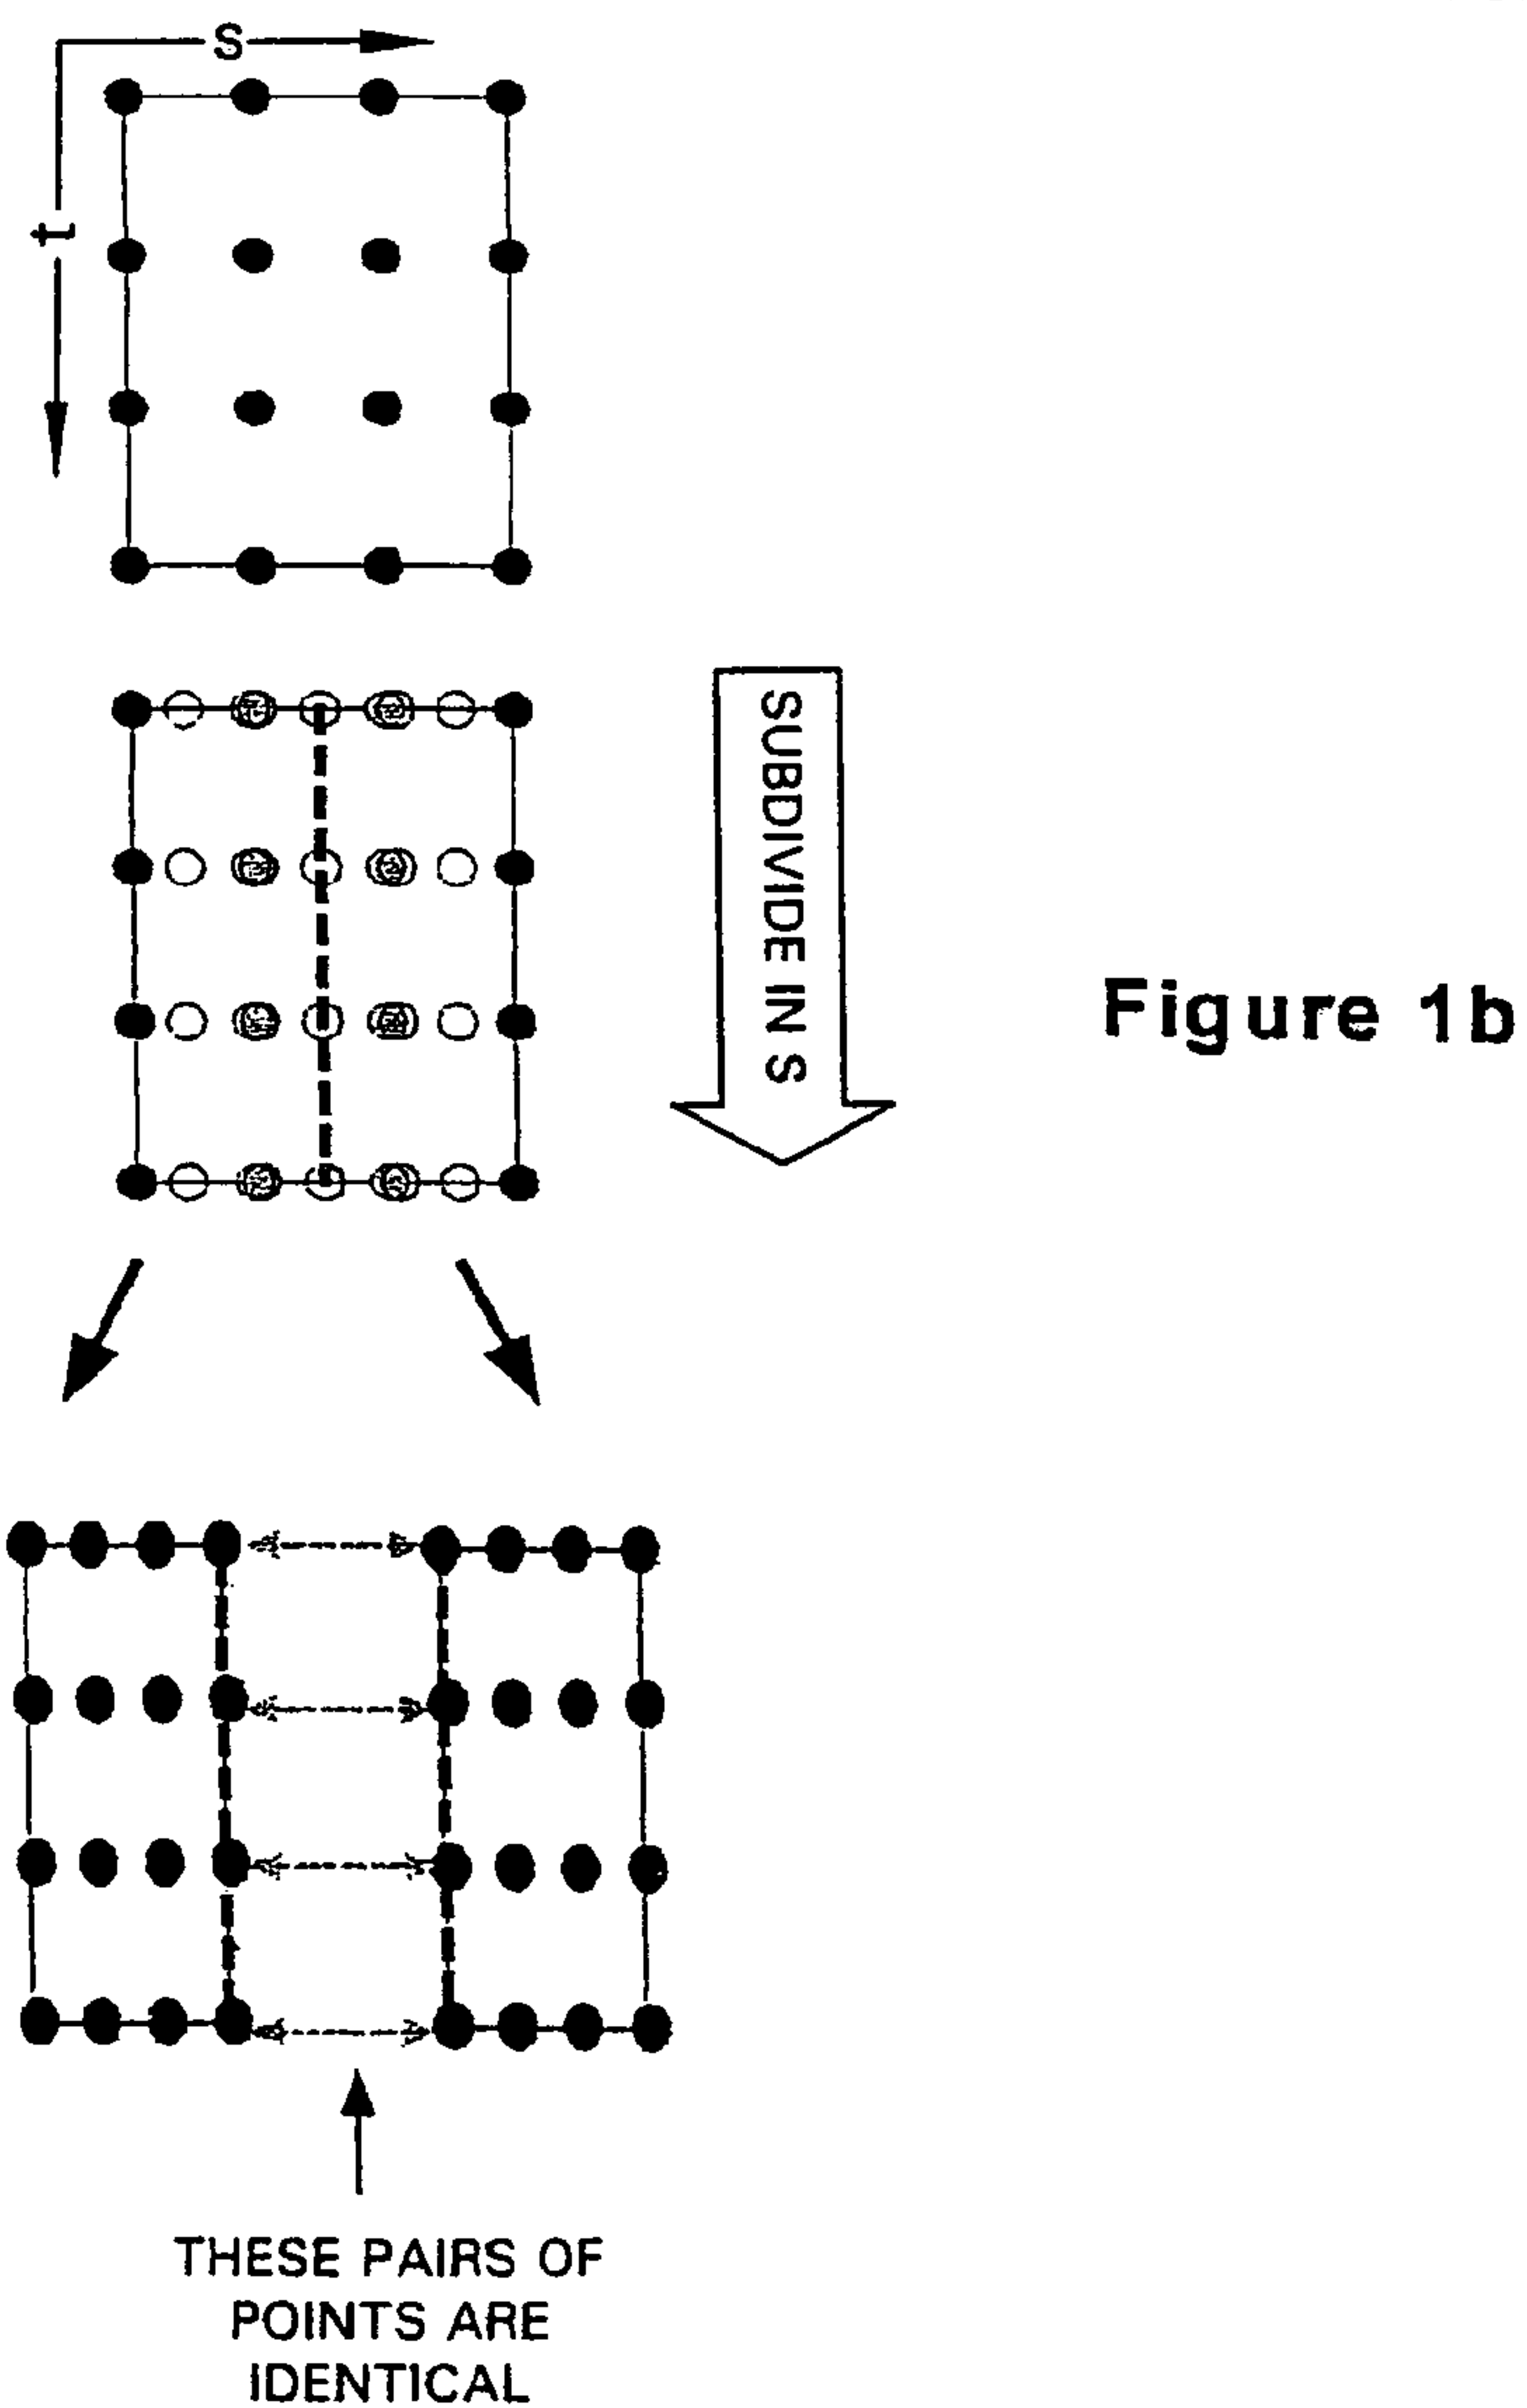 s
t
SUBDIVIDE IN S
Figure 1b
THESE PAIRS OF
POINTS ARE
IDENTICAL